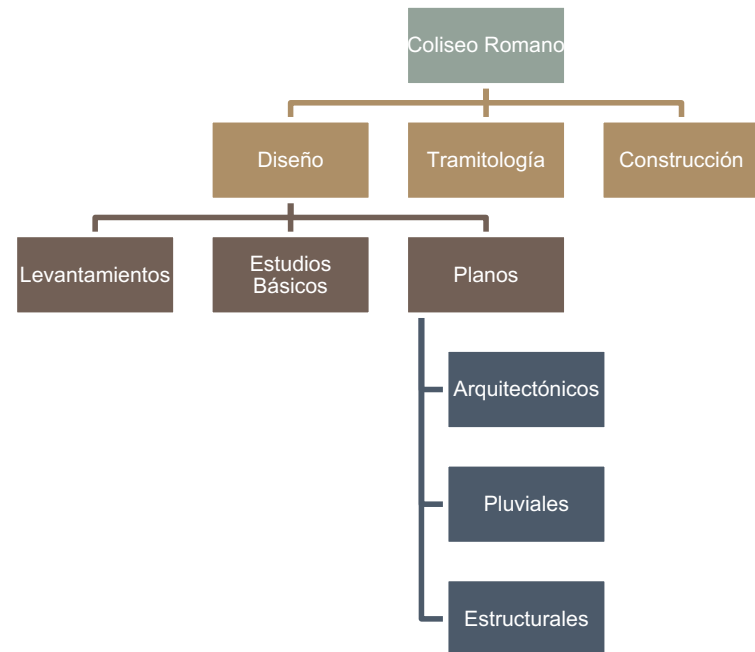 Coliseo Romano
Diseño
Tramitología
Construcción
Levantamientos
Estudios
Básicos
Planos
Arquitectónicos
Pluviales
Estructurales